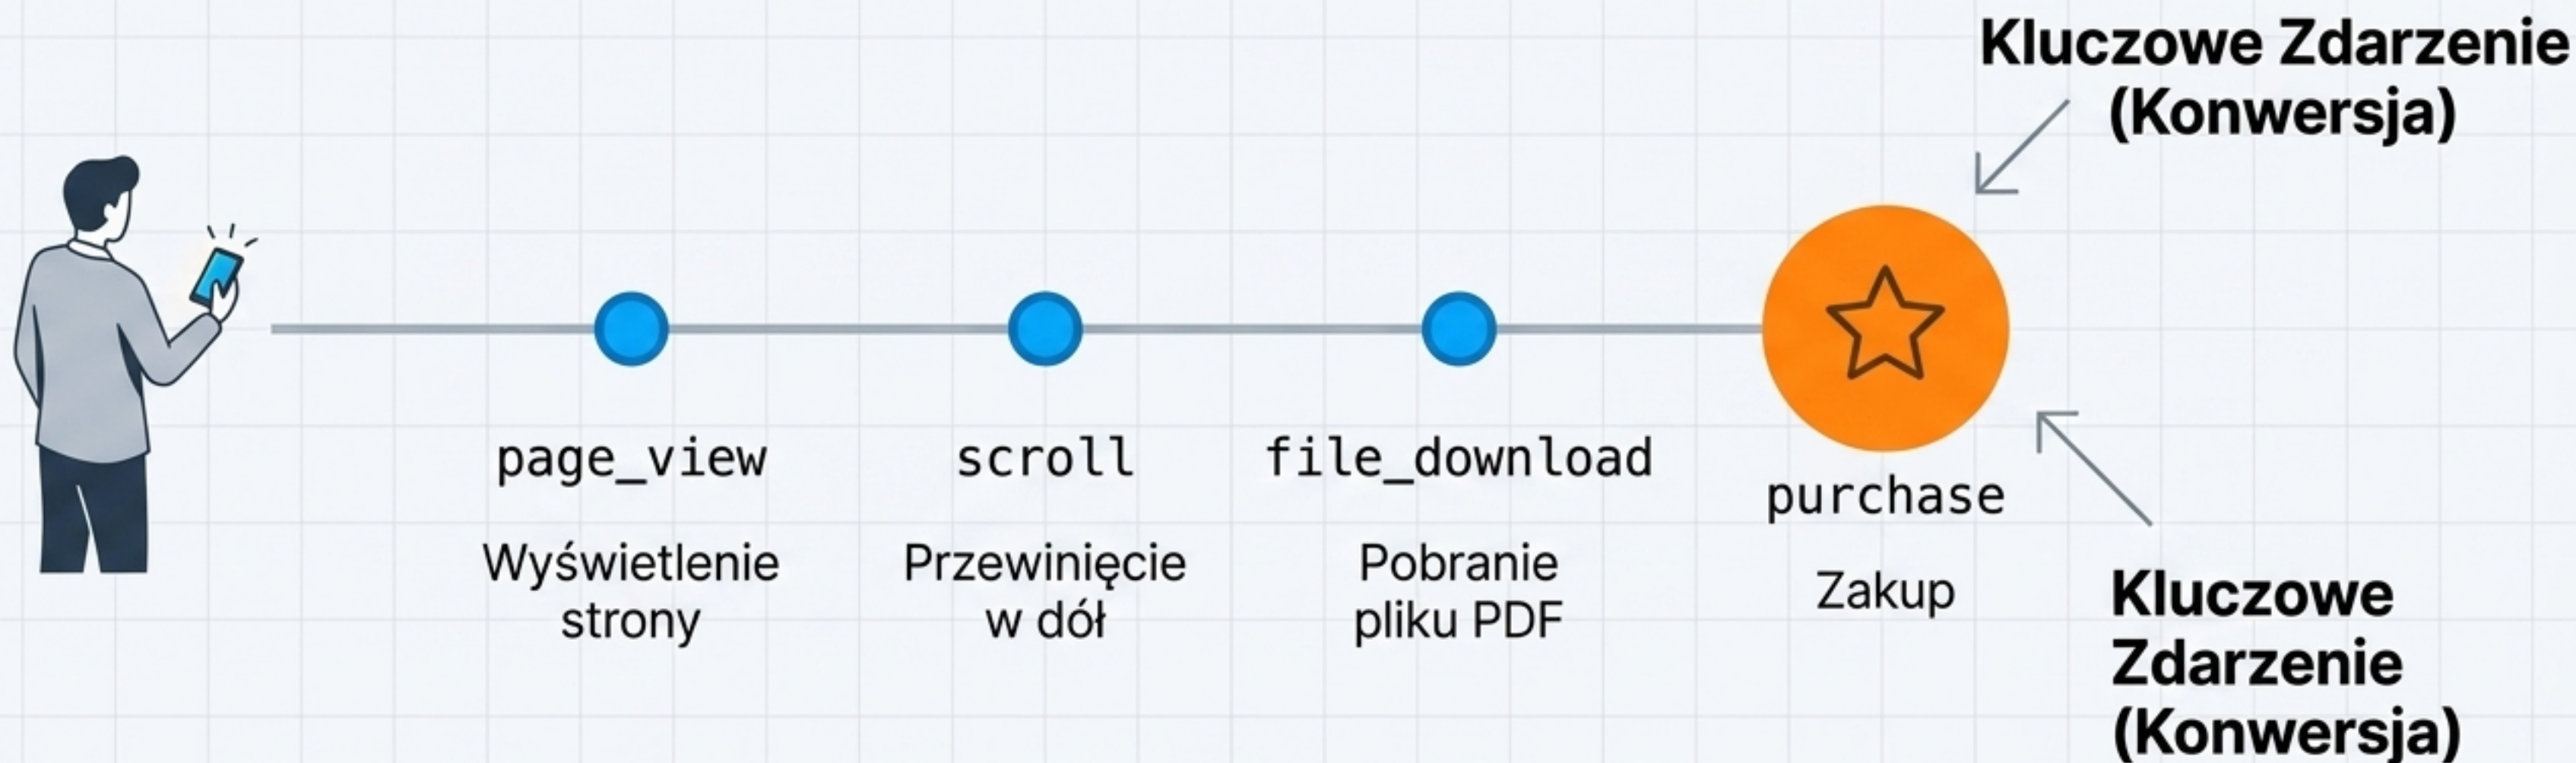 Kluczowe Zdarzenie
(Konwersja)
page_view
Wyświetlenie
strony
scroll
Przewinięcie
w dół
file_download
Pobranie
pliku PDF
purchase
Zakup
Kluczowe
Zdarzenie
(Konwersja)